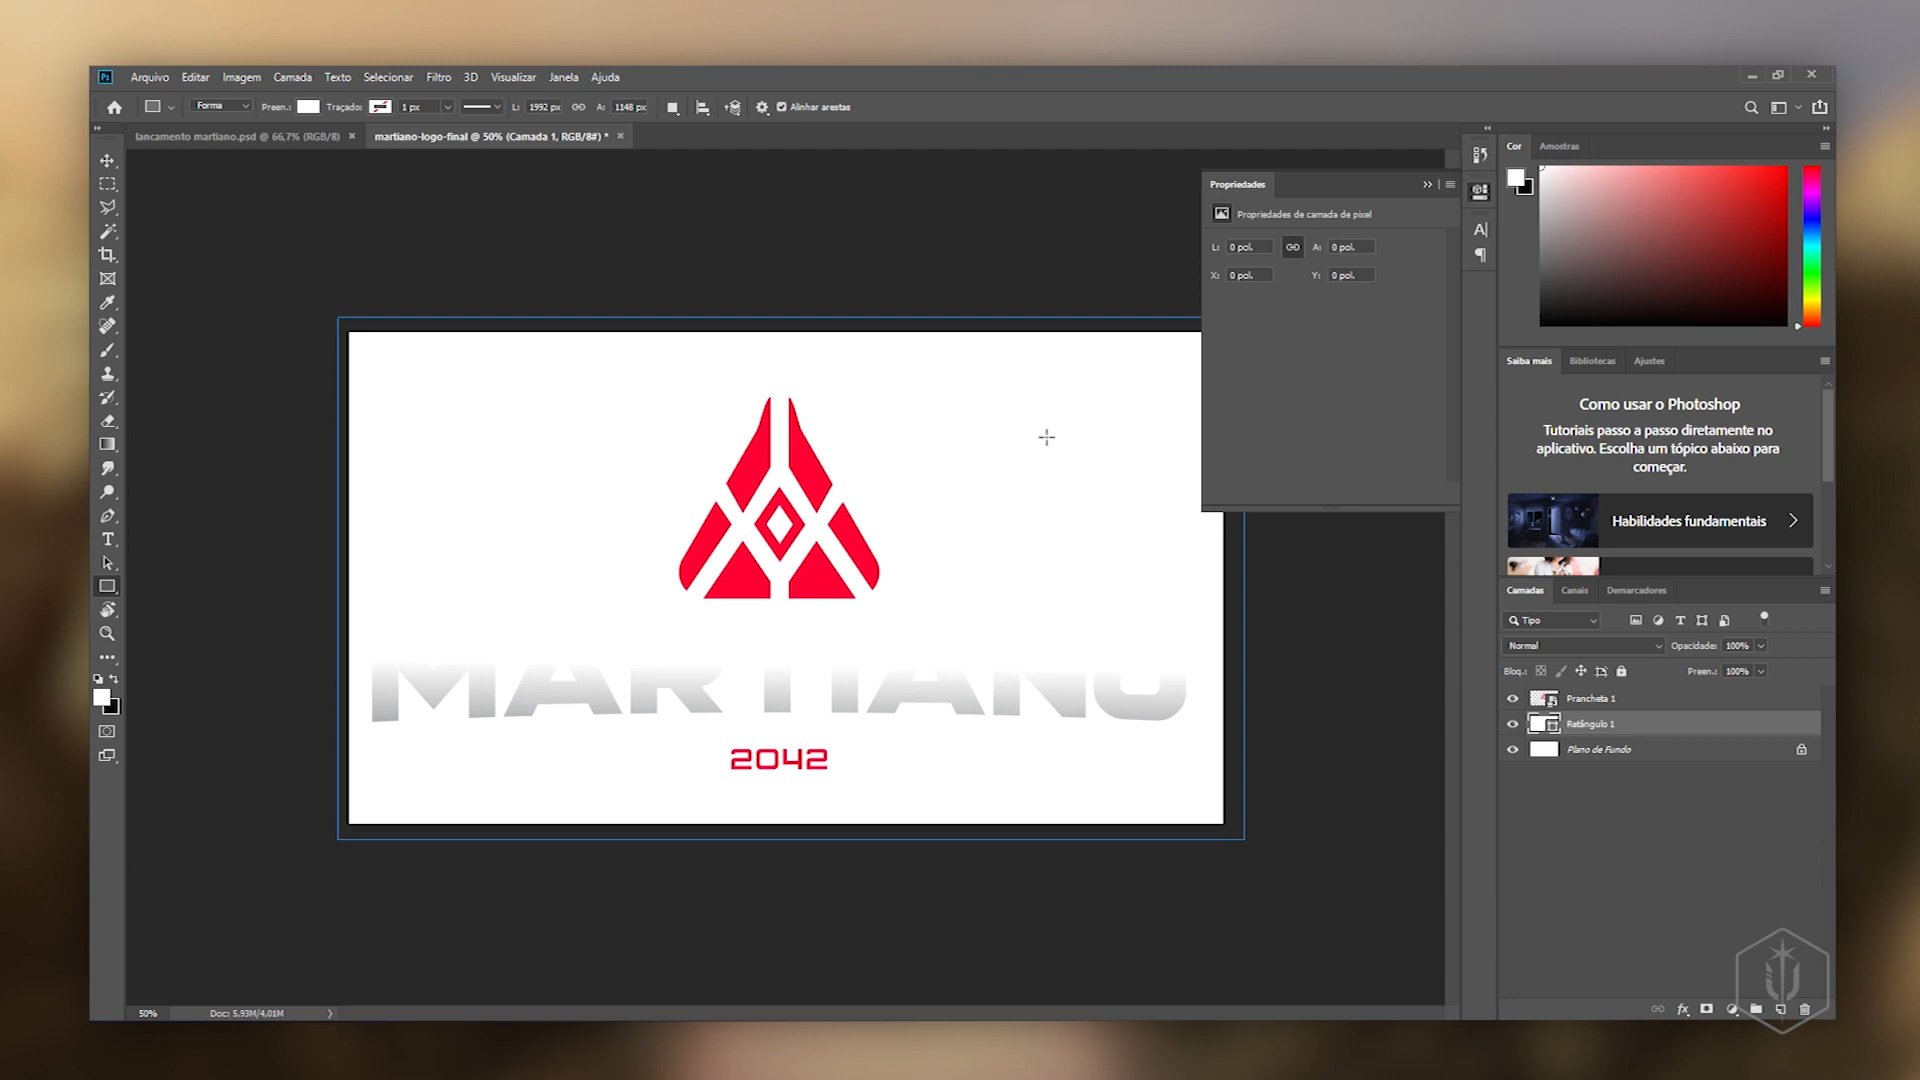 Ps Arquivo Editar Imagem Camada Texto Selecionar Filtro 3D Visualizar Janela Ajuda
Forma Preen.: Traçado: 1 px L: 1992 px A: 1148 px Alinhar arestas
lancamento martiano.psd @ 66,7% (RGB/8) × martiano-logo-final @ 50% (Camada 1, RGB/8#) * ×
Cor Amostras
Propriedades
Propriedades de camada de pixel
L: 0 pol. A: 0 pol.
X: 0 pol. Y: 0 pol.
Saiba mais Bibliotecas Ajustes
Como usar o Photoshop
Tutoriais passo a passo diretamente no
aplicativo. Escolha um tópico abaixo para
começar.
Habilidades fundamentais
MARTIANO
2042
Camadas Canais Demarcadores
Tipo
Normal Opacidade: 100%
Bloq.: Preen.: 100%
Prancheta 1
Retângulo 1
Plano de Fundo
50% Doc: 5,93M/4,01M